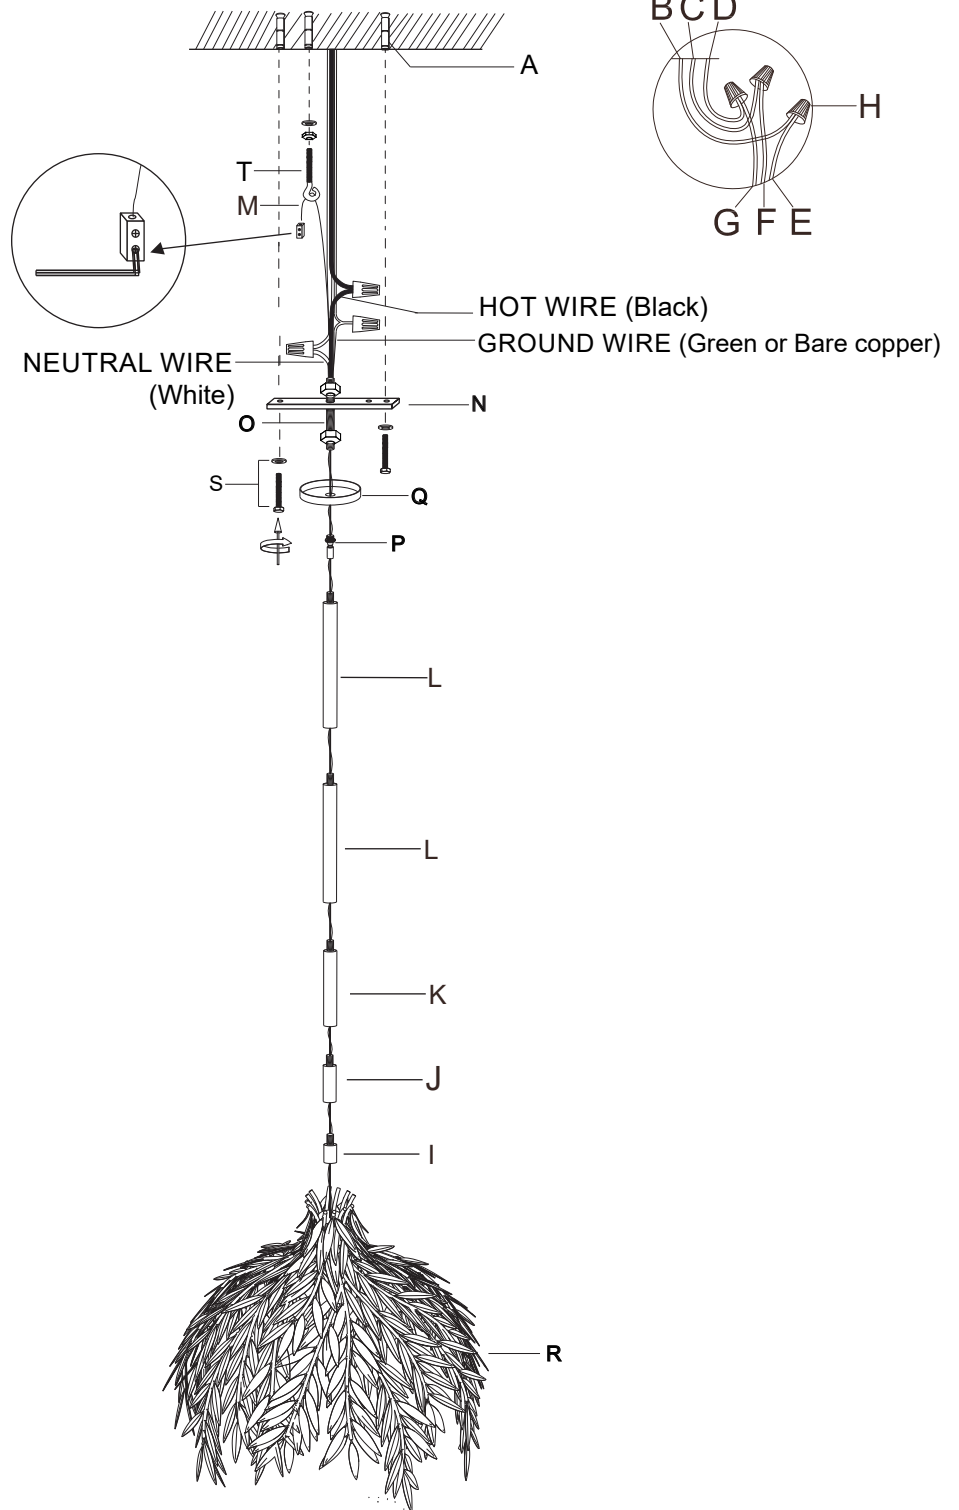 B C D
A
H
T
M
G F E
HOT WIRE (Black)
GROUND WIRE (Green or Bare copper)
NEUTRAL WIRE
(White)
N
O
S
Q
P
L
L
K
J
I
R